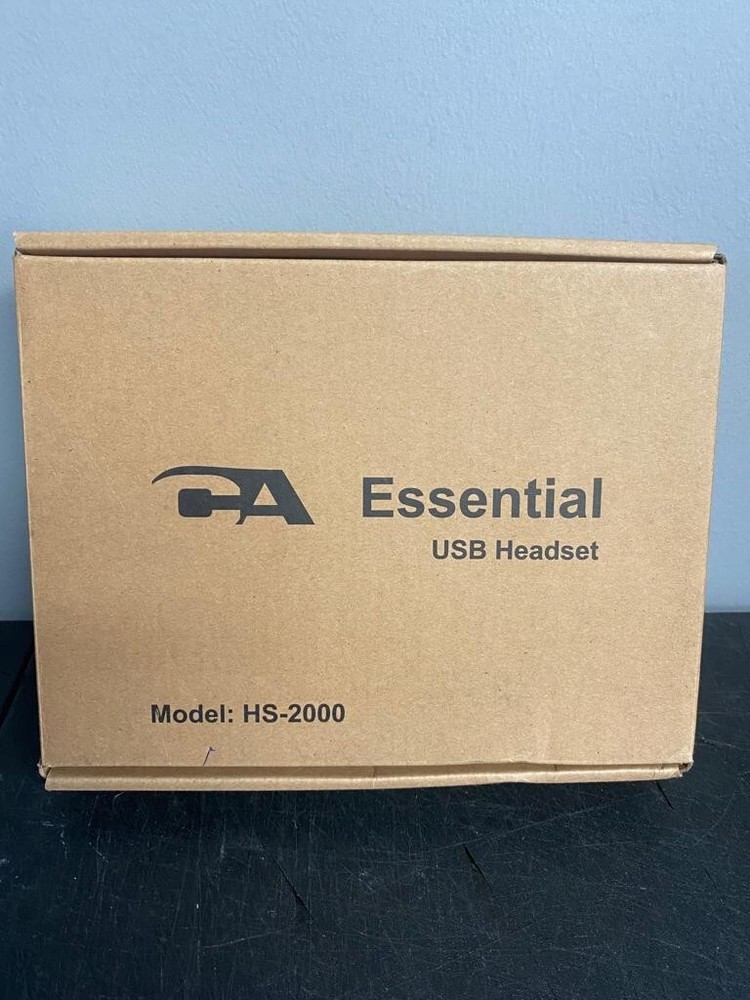 CA Essential
USB Headset
Model: HS-2000